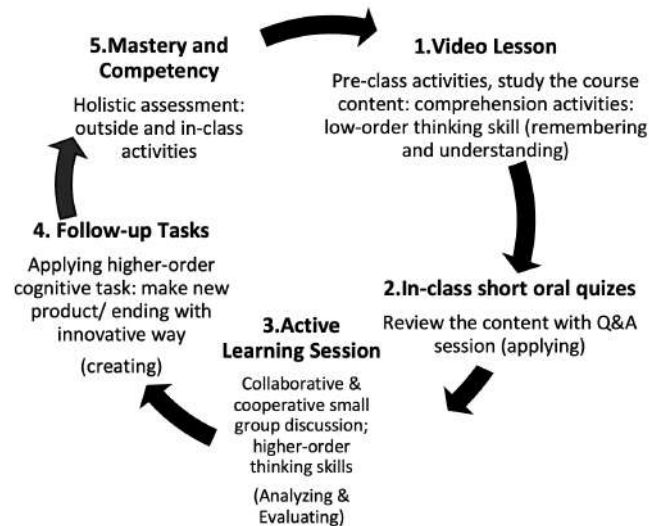 1.Video Lesson
Pre-class activities, study the course
content: comprehension activities:
low-order thinking skill (remembering
and understanding)
2.In-class short oral quizes
Review the content with Q&A
session (applying)
3.Active
Learning Session
Collaborative &
cooperative small
group discussion;
higher-order
thinking skills
(Analyzing &
Evaluating)
4. Follow-up Tasks
Applying higher-order
cognitive task: make new
product/ ending with
innovative way
(creating)
5.Mastery and
Competency
Holistic assessment:
outside and in-class
activities